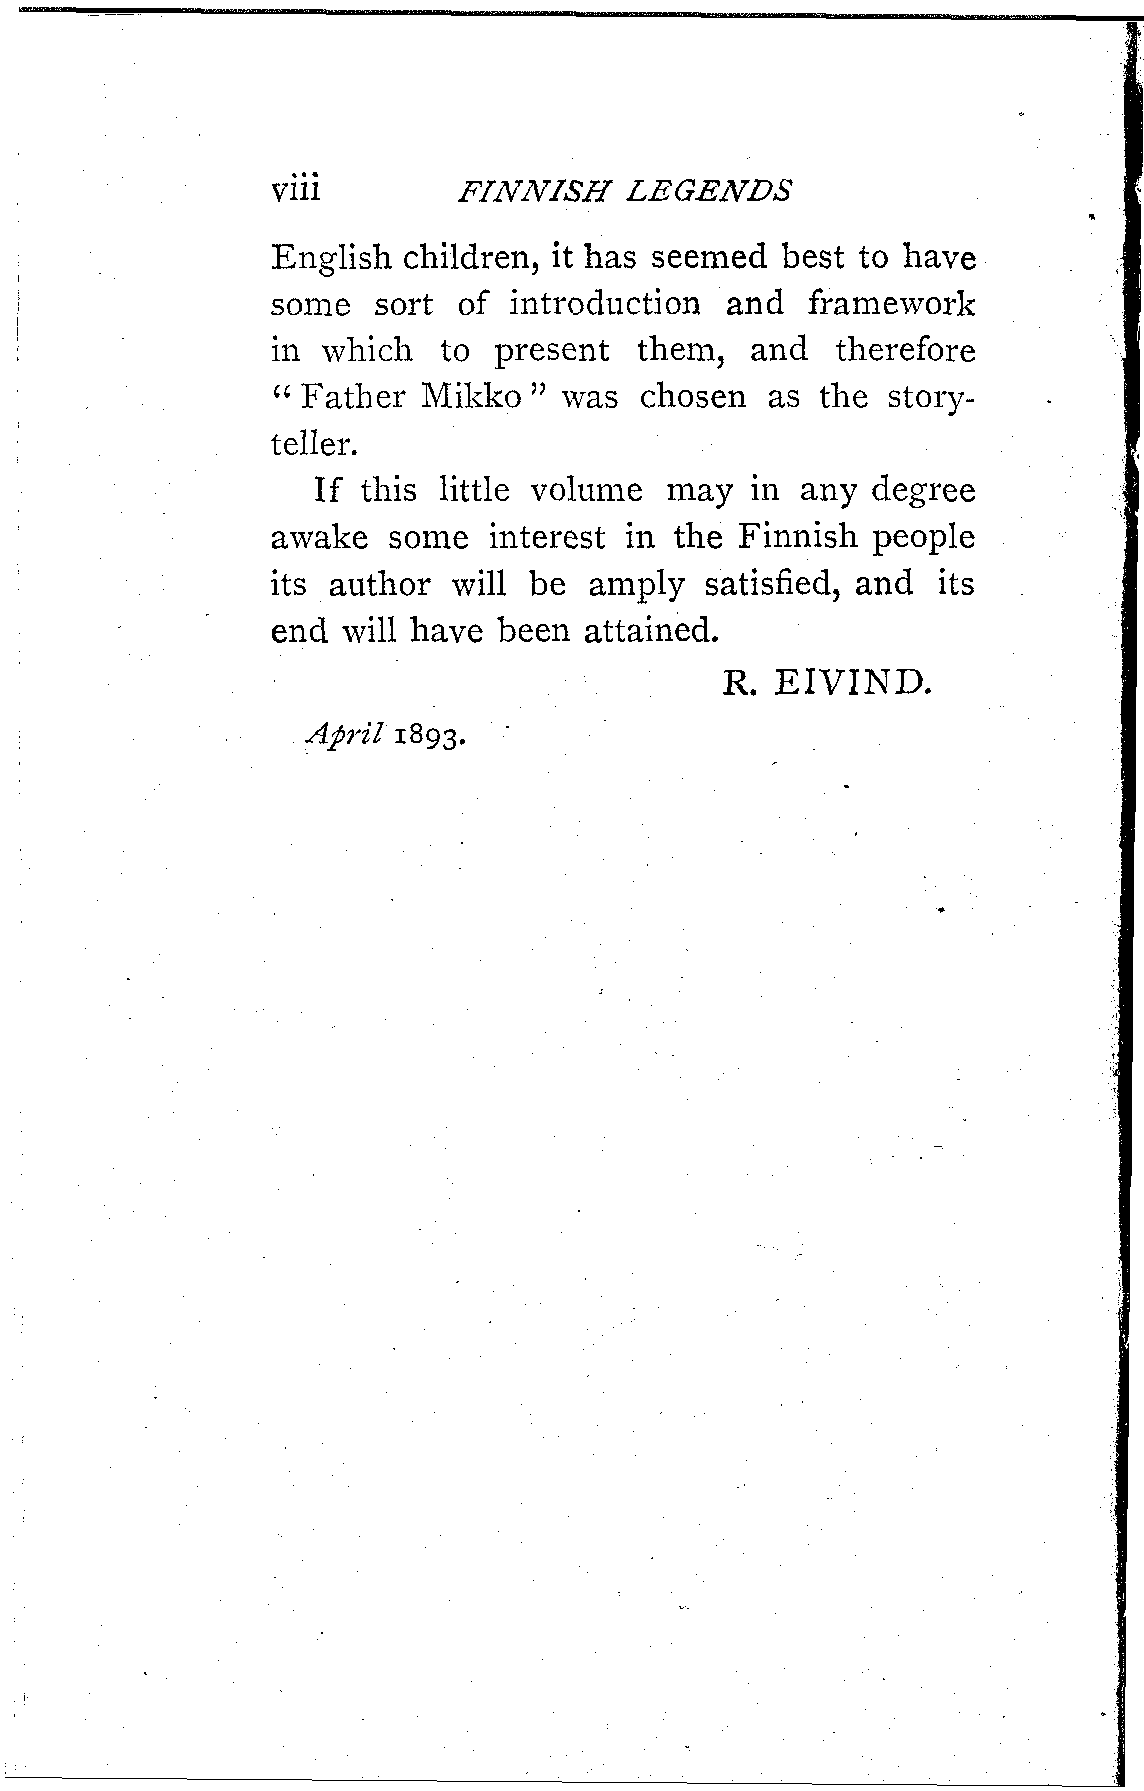 viii FINNISH LEGENDS
English children, it has seemed best to have
some sort of introduction and framework
in which to present them, and therefore
“ Father Mikko ” was chosen as the story-
teller.
If this little volume may in any degree
awake some interest in the Finnish people
its author will be amply satisfied, and its
end will have been attained.
R. EIVIND.
April 1893.